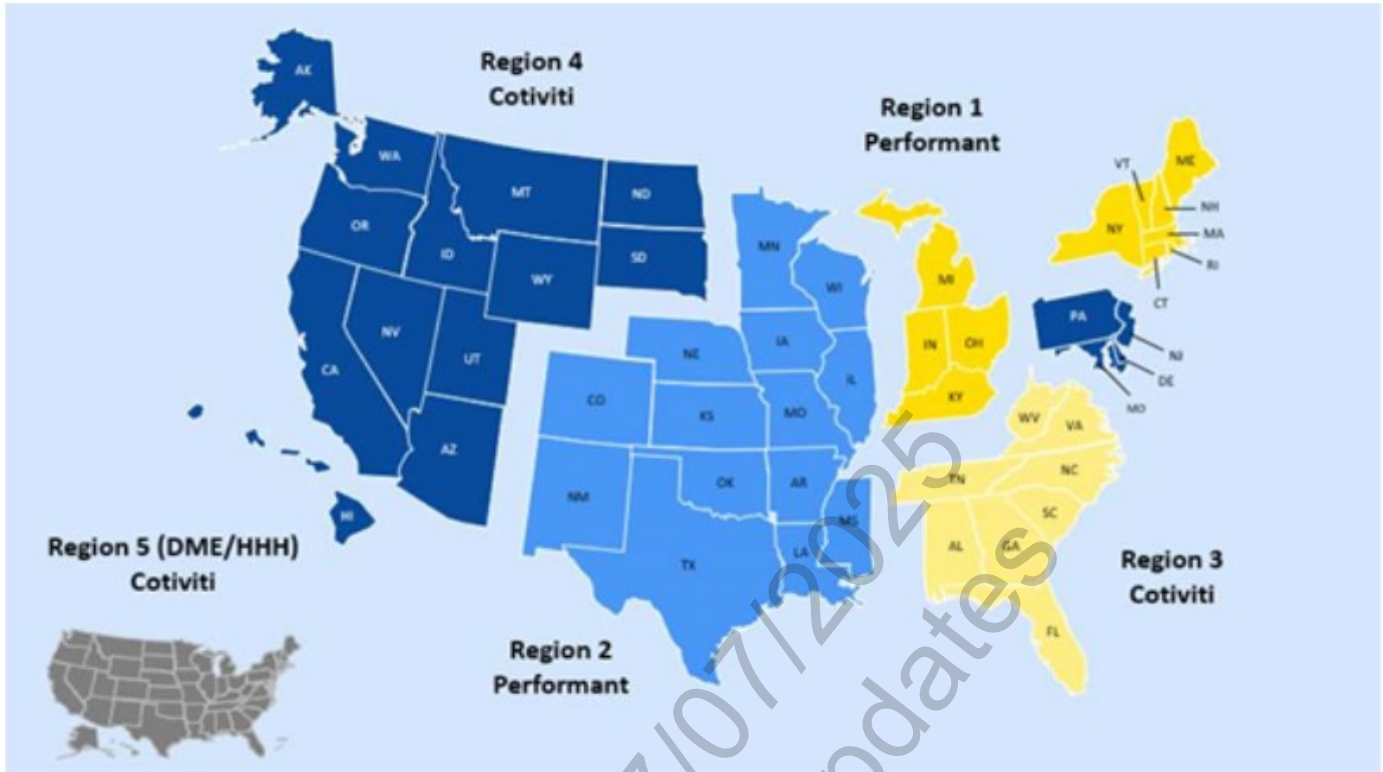 Region 4
Cotiviti
Region 1
Performant
AK
WA
MT
ND
OR
ID
SD
WY
NV
UT
CA
AZ
HI
MN
WI
IA
NE
IL
CO
KS
MO
OK
AR
NM
MS
LA
TX
MI
IN
OH
KY
ME
VT
NH
NY
MA
RI
CT
PA
NJ
DE
MD
WV
VA
TN
NC
SC
AL
GA
FL
Region 5 (DME/HHH)
Cotiviti
Region 2
Performant
Region 3
Cotiviti
/07/2025
pdates